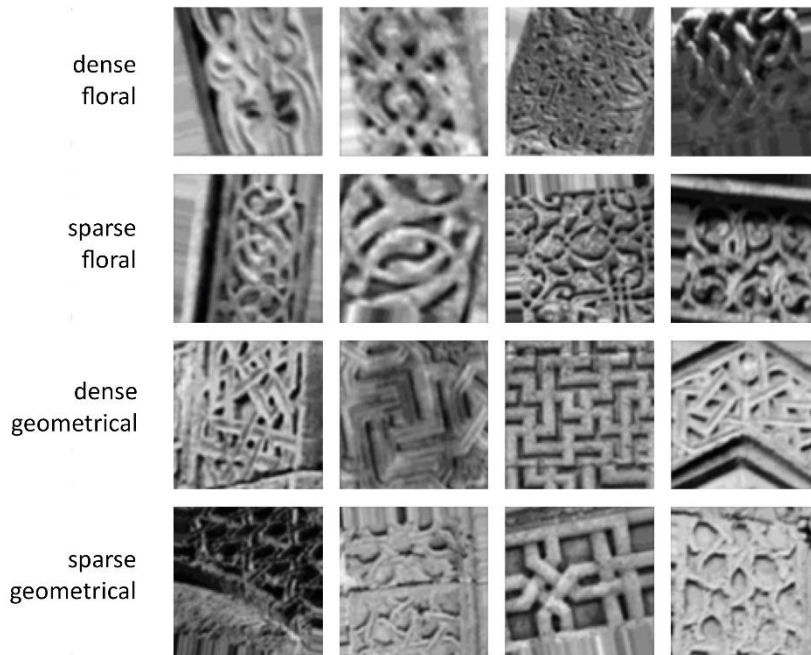 dense
floral
sparse
floral
dense
geometrical
sparse
geometrical